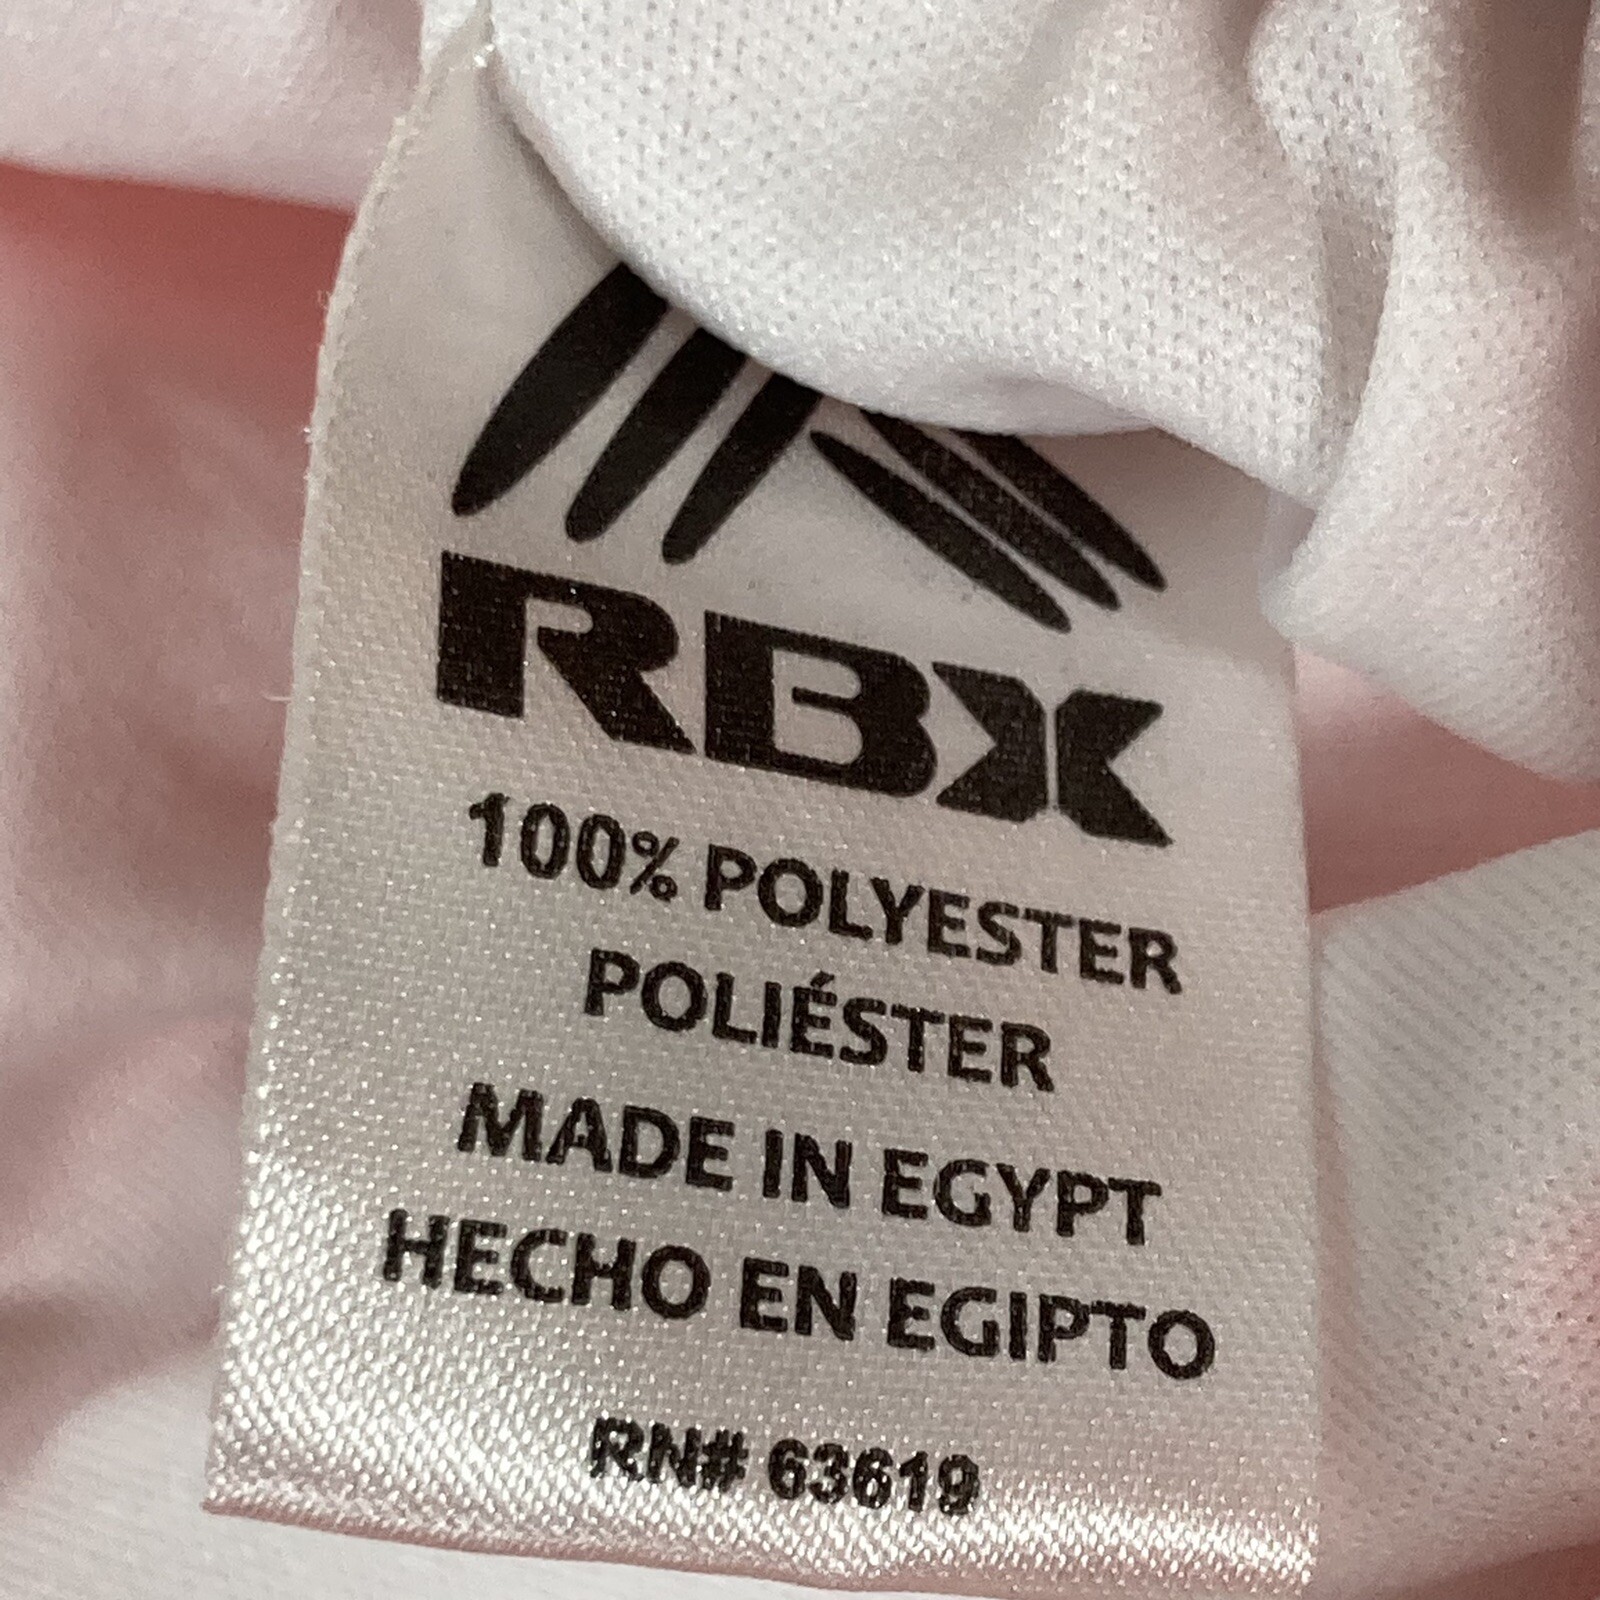 RBX
100% POLYESTER
POLIÉSTER
MADE IN EGYPT
HECHO EN EGIPTO
RN# 63619